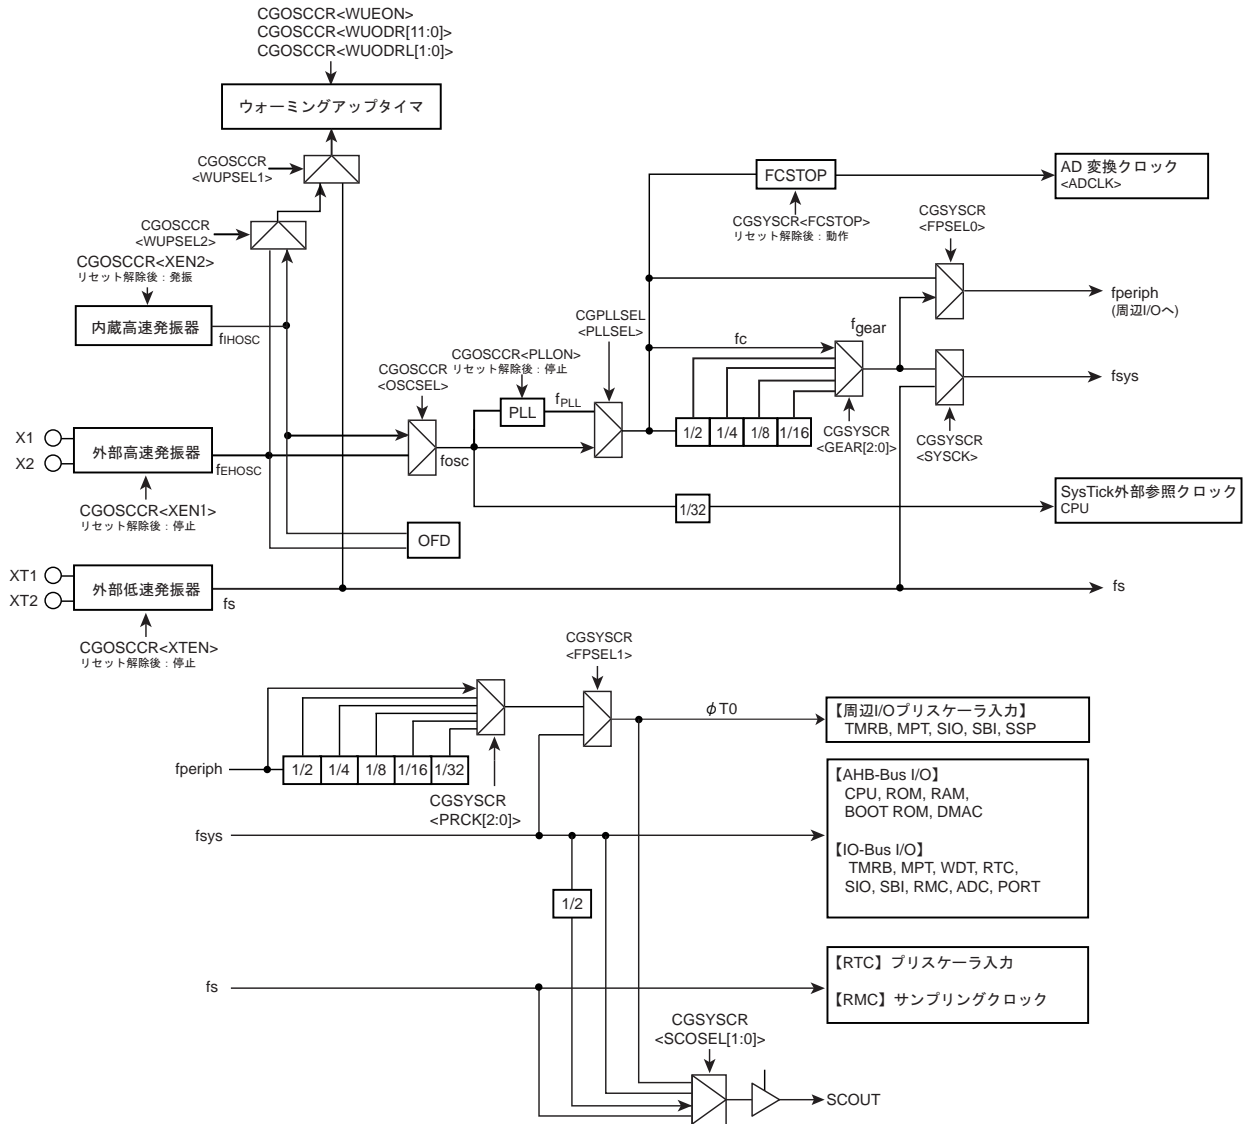 CGOSCCR<WUEON>
CGOSCCR<WUODR[11:0]>
CGOSCCR<WUODRL[1:0]>
ウォーミングアップタイマ
CGOSCCR
<WUPSEL1>
CGOSCCR
<WUPSEL2>
CGOSCCR<XEN2>
リセット解除後 : 発振
内蔵高速発振器
fIHOSC
X1
X2
外部高速発振器
fEHOSC
CGOSCCR<XEN1>
リセット解除後 : 停止
XT1
XT2
外部低速発振器
fs
CGOSCCR<XTEN>
リセット解除後 : 停止
CGOSCCR
<OSCSEL>
fosc
OFD
CGOSCCR<PLLON>
リセット解除後 : 停止
PLL
fPLL
CGPLLSEL
<PLLSEL>
FCSTOP
CGSYSCR<FCSTOP>
リセット解除後 : 動作
AD 変換クロック
<ADCLK>
CGSYSCR
<FPSEL0>
fperiph
(周辺I/Oへ)
fc
fgear
1/2
1/4
1/8
1/16
CGSYSCR
<GEAR[2:0]>
CGSYSCR
<SYSCK>
fsys
1/32
SysTick外部参照クロック
CPU
fs
CGSYSCR
<FPSEL1>
fperiph
1/2
1/4
1/8
1/16
1/32
CGSYSCR
<PRCK[2:0]>
ϕT0
【周辺I/Oプリスケーラ入力】
TMRB, MPT, SIO, SBI, SSP
fsys
1/2
【AHB-Bus I/O】
CPU, ROM, RAM,
BOOT ROM, DMAC
【IO-Bus I/O】
TMRB, MPT, WDT, RTC,
SIO, SBI, RMC, ADC, PORT
fs
【RTC】プリスケーラ入力
【RMC】サンプリングクロック
CGSYSCR
<SCOSEL[1:0]>
SCOUT